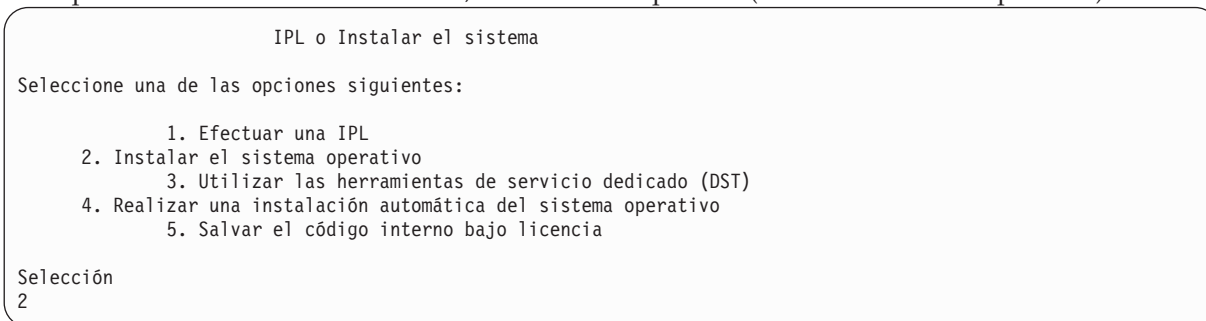 IPL o Instalar el sistema
Seleccione una de las opciones siguientes:
1. Efectuar una IPL
2. Instalar el sistema operativo
3. Utilizar las herramientas de servicio dedicado (DST)
4. Realizar una instalación automática del sistema operativo
5. Salvar el código interno bajo licencia
Selección
2